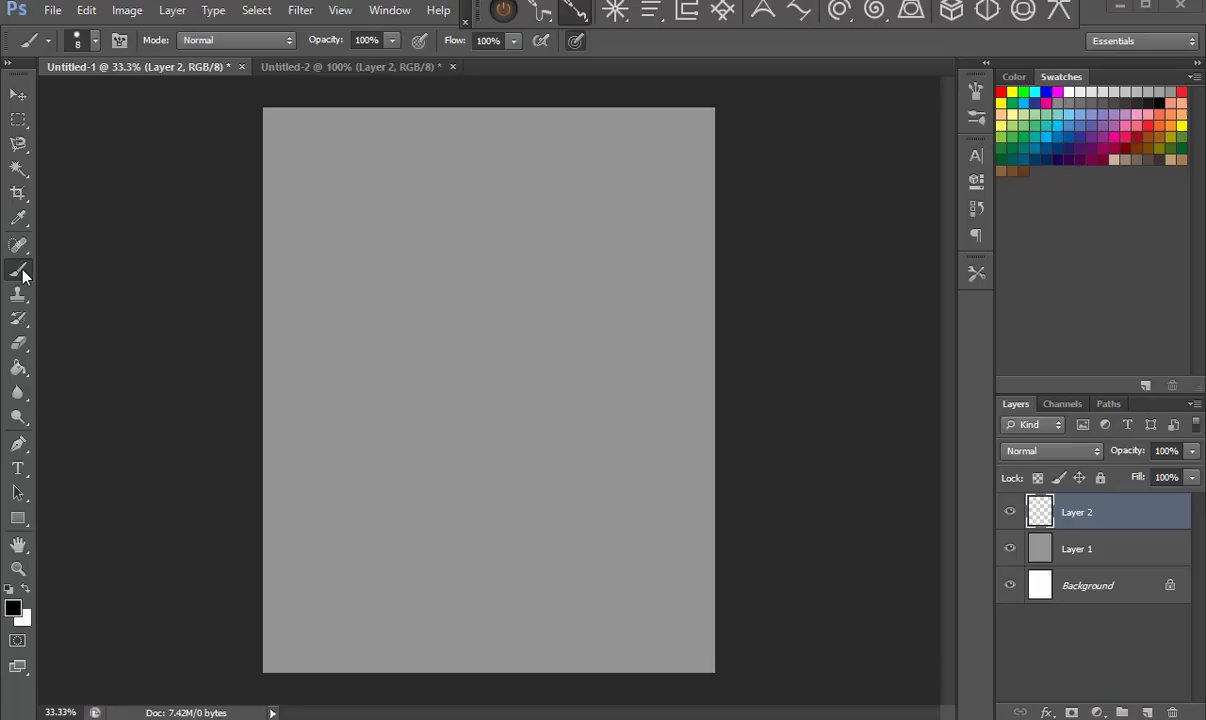 Ps File Edit Image Layer Type Select Filter View Window Help
8 Mode: Normal Opacity: 100% Flow: 100% Essentials
Untitled-1 @ 33.3% (Layer 2, RGB/8) * × Untitled-2 @ 100% (Layer 2, RGB/8) * ×
Color Swatches
Layers Channels Paths
Kind
Normal Opacity: 100%
Lock: Fill: 100%
Layer 2
Layer 1
Background
33.33% Doc: 7.42M/0 bytes